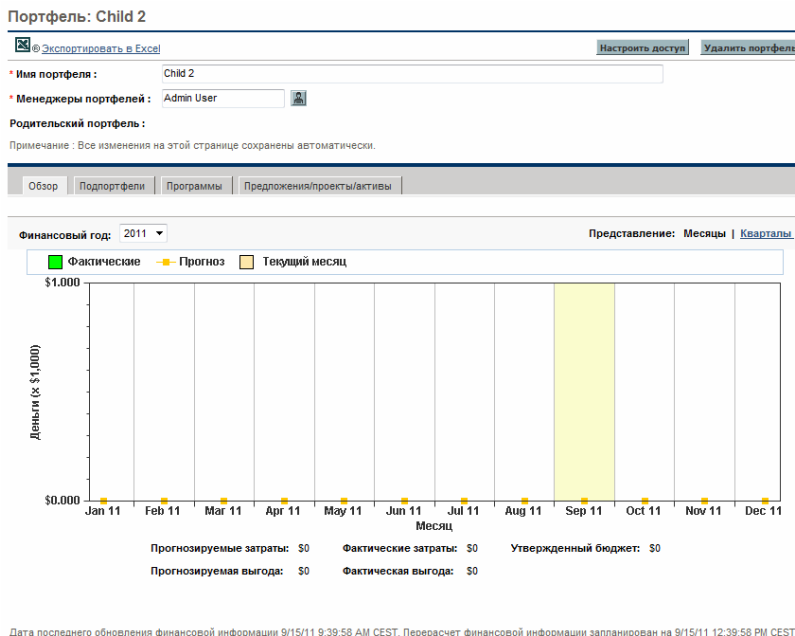 Портфель: Child 2
® Экспортировать в Excel Настроить доступ Удалить портфель
* Имя портфеля : Child 2
* Менеджеры портфелей : Admin User
Родительский портфель :
Примечание : Все изменения на этой странице сохранены автоматически.
Обзор Подпортфели Программы Предложения/проекты/активы
Финансовый год: 2011 Представление: Месяцы | Кварталы
Фактические Прогноз Текущий месяц
$1.000
Деньги (x $1,000)
$0.000
Jan 11 Feb 11 Mar 11 Apr 11 May 11 Jun 11 Jul 11 Aug 11 Sep 11 Oct 11 Nov 11 Dec 11
Месяц
Прогнозируемые затраты: $0 Фактические затраты: $0 Утвержденный бюджет: $0
Прогнозируемая выгода: $0 Фактическая выгода: $0
Дата последнего обновления финансовой информации 9/15/11 9:39:58 AM CEST. Перерасчет финансовой информации запланирован на 9/15/11 12:39:58 PM CEST